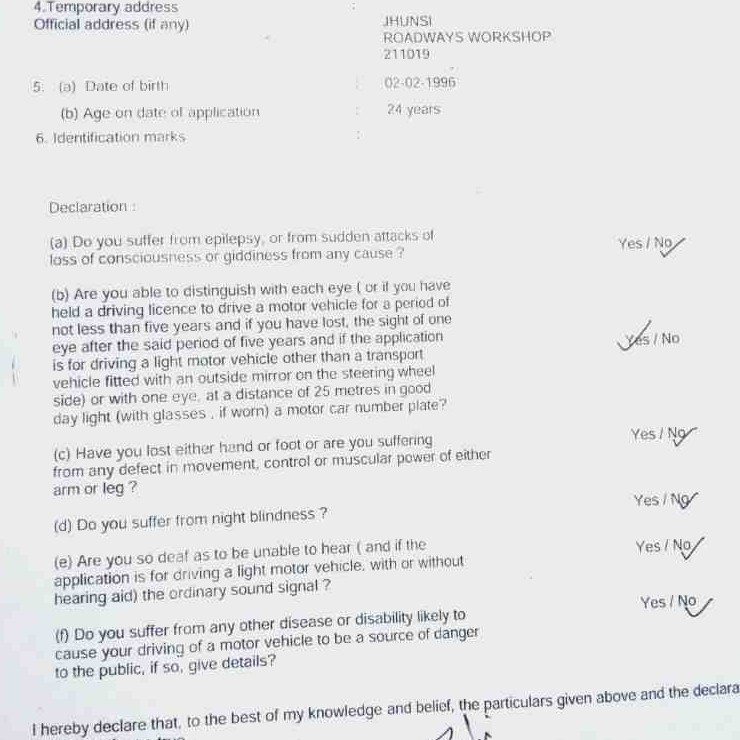 4.Temporary address :
Official address (if any) JHUNSI
ROADWAYS WORKSHOP
211019
5. (a) Date of birth : 02-02-1996
(b) Age on date of application : 24 years
6. Identification marks :
Declaration :
(a) Do you suffer from epilepsy, or from sudden attacks of
loss of consciousness or giddiness from any cause ? Yes / No
(b) Are you able to distinguish with each eye ( or if you have
held a driving licence to drive a motor vehicle for a period of
not less than five years and if you have lost, the sight of one
eye after the said period of five years and if the application
is for driving a light motor vehicle other than a transport
vehicle fitted with an outside mirror on the steering wheel
side) or with one eye, at a distance of 25 metres in good
day light (with glasses , if worn) a motor car number plate? Yes / No
(c) Have you lost either hand or foot or are you suffering
from any defect in movement, control or muscular power of either
arm or leg ? Yes / No
(d) Do you suffer from night blindness ? Yes / No
(e) Are you so deaf as to be unable to hear ( and if the
application is for driving a light motor vehicle, with or without
hearing aid) the ordinary sound signal ? Yes / No
(f) Do you suffer from any other disease or disability likely to
cause your driving of a motor vehicle to be a source of danger
to the public, if so, give details? Yes / No
I hereby declare that, to the best of my knowledge and belief, the particulars given above and the declara